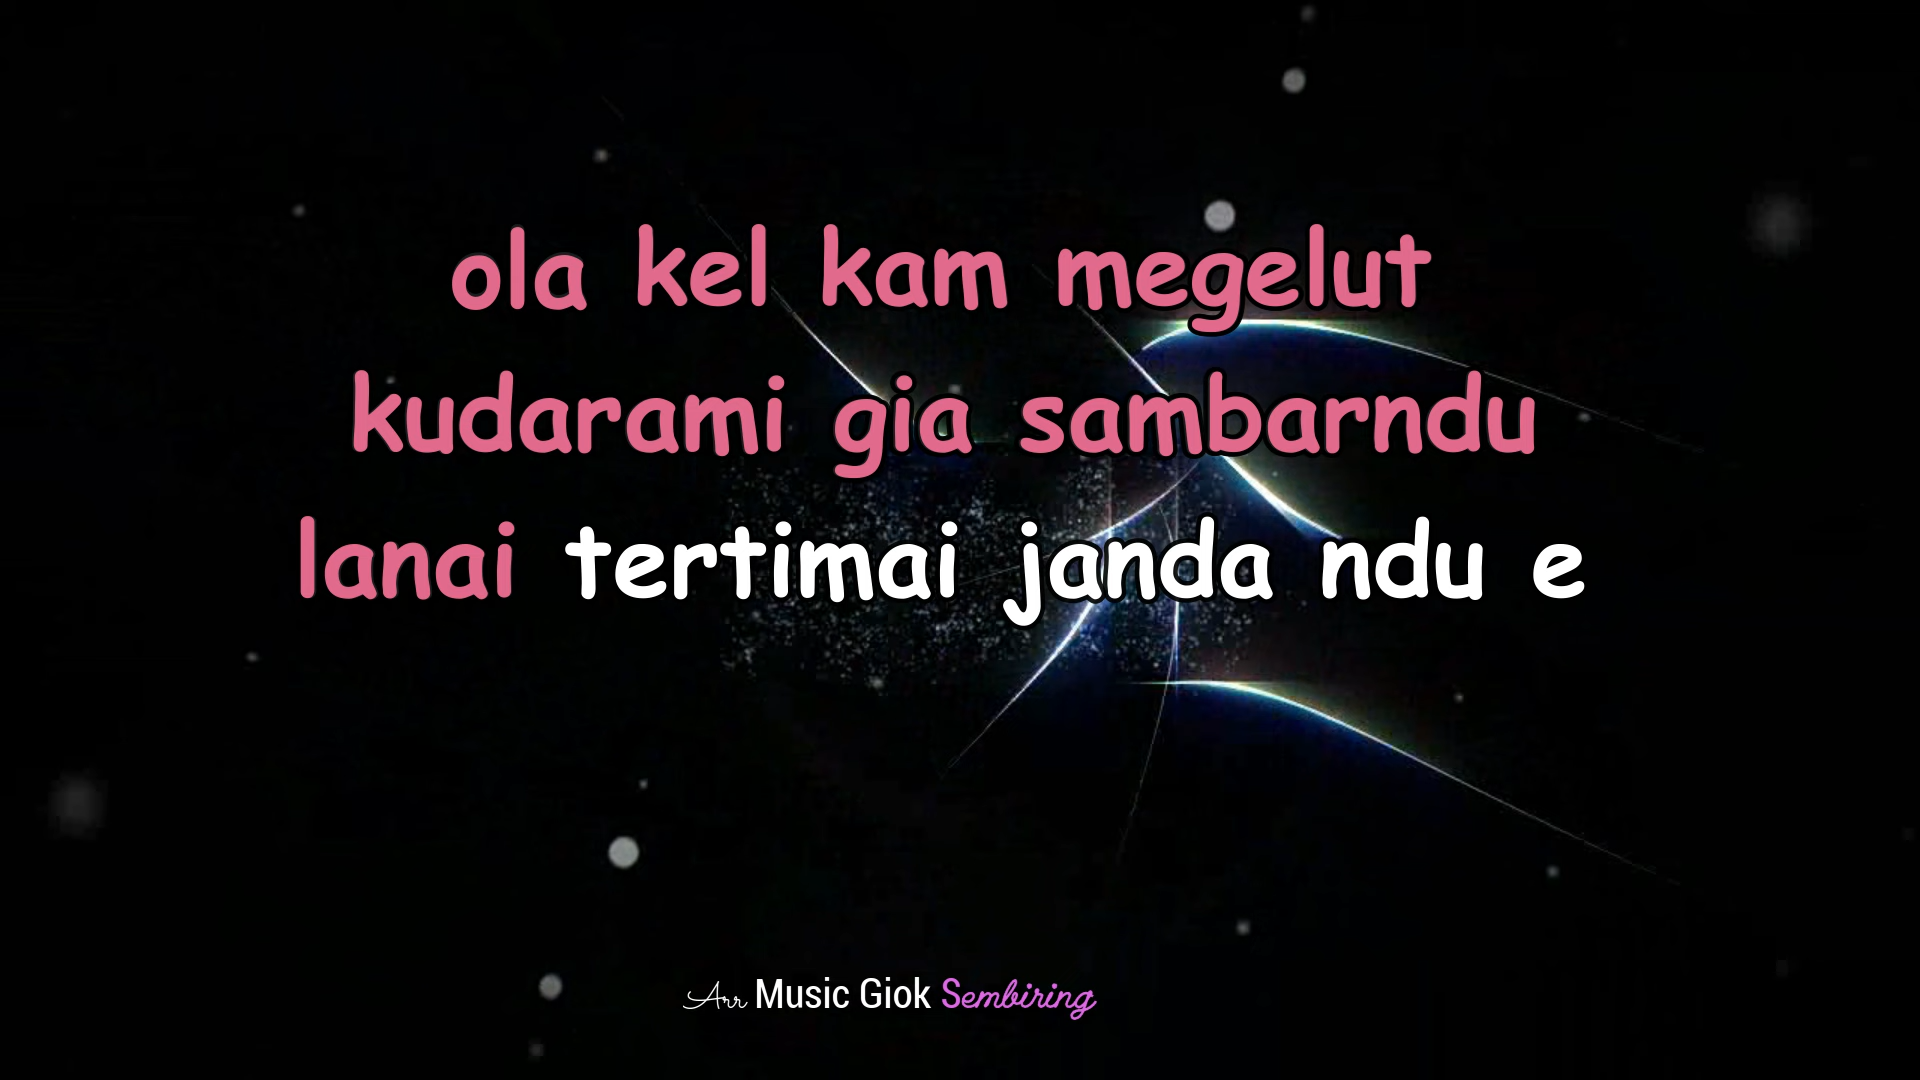 ola kel kam megelut
kudarami gia sambarndu
lanai tertimai janda ndu e
Arr Music Giok Sembiring